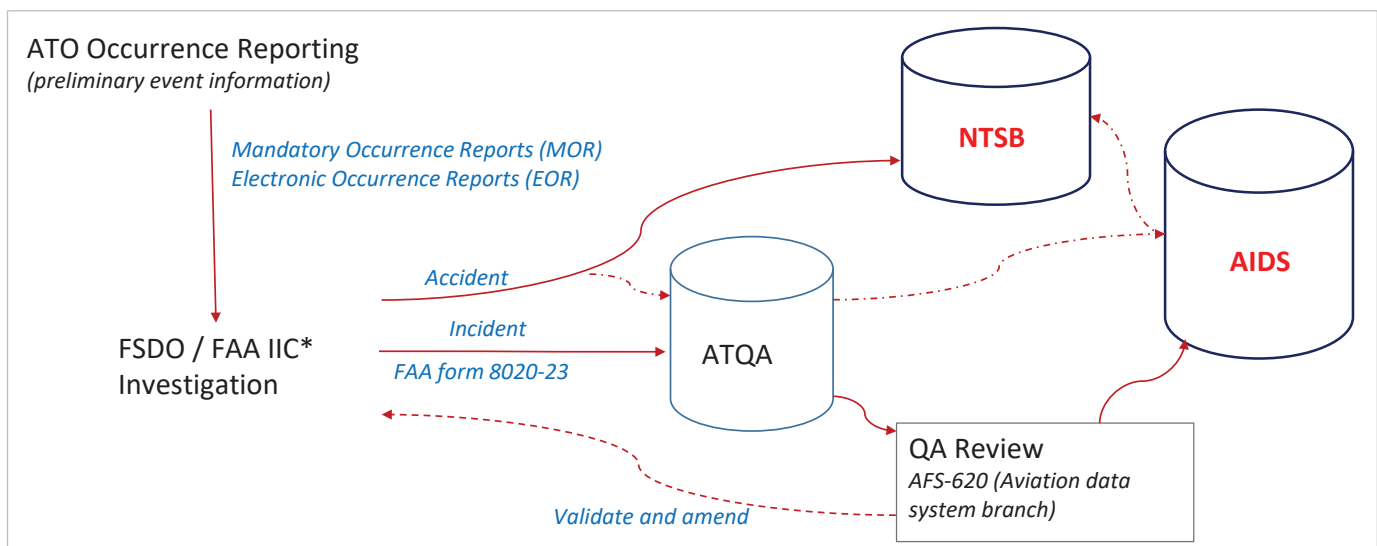 ATO Occurrence Reporting
(preliminary event information)
Mandatory Occurrence Reports (MOR)
Electronic Occurrence Reports (EOR)
NTSB
AIDS
Accident
Incident
FAA form 8020-23
FSDO / FAA IIC*
Investigation
ATQA
QA Review
AFS-620 (Aviation data
system branch)
Validate and amend